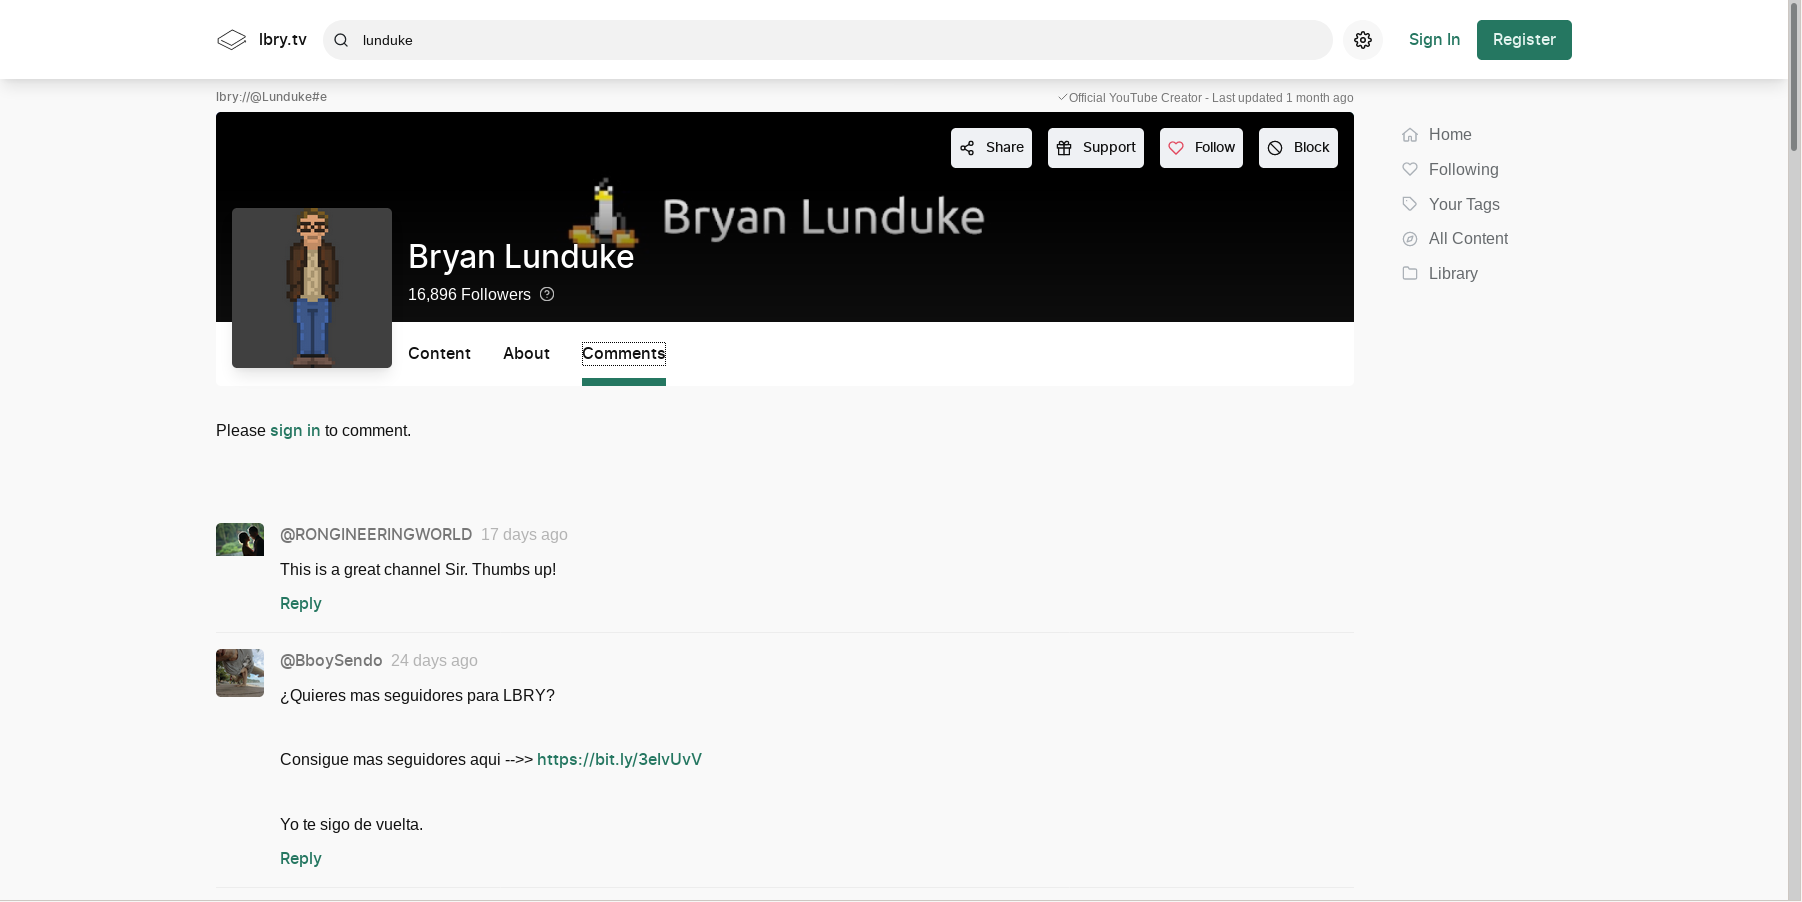 lbry.tv
lunduke
Sign In
Register
lbry://@Lunduke#e
Official YouTube Creator - Last updated 1 month ago
Share
Support
Follow
Block
Bryan Lunduke
Bryan Lunduke
16,896 Followers
Content
About
Comments
Home
Following
Your Tags
All Content
Library
Please sign in to comment.
@RONGINEERINGWORLD 17 days ago
This is a great channel Sir. Thumbs up!
Reply
@BboySendo 24 days ago
¿Quieres mas seguidores para LBRY?
Consigue mas seguidores aqui -->> https://bit.ly/3elvUvV
Yo te sigo de vuelta.
Reply